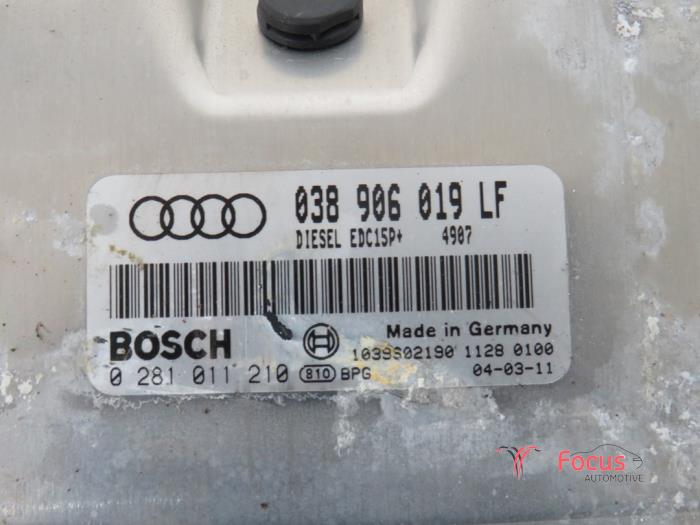 038 906 019 LF
DIESEL EDC15P+ 4907
BOSCH
Made in Germany
1039S02190 1128 0100
0 281 011 210 810 BPG 04-03-11
Focus
AUTOMOTIVE